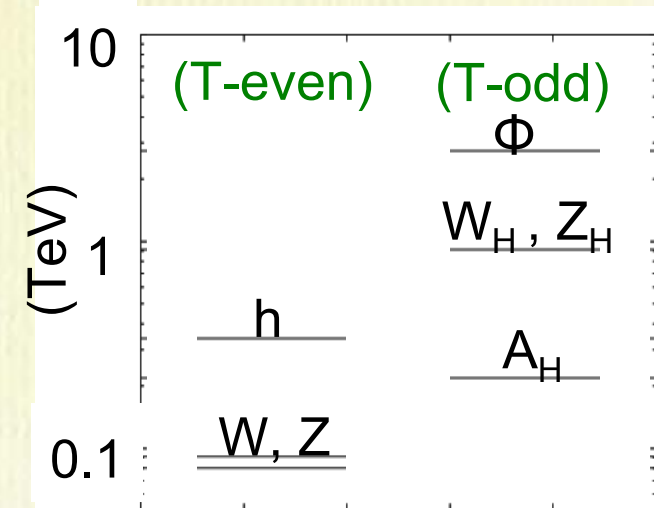 10
(T-even) (T-odd)
Φ
W_H , Z_H
1
(TeV)
h
A_H
W, Z
0.1